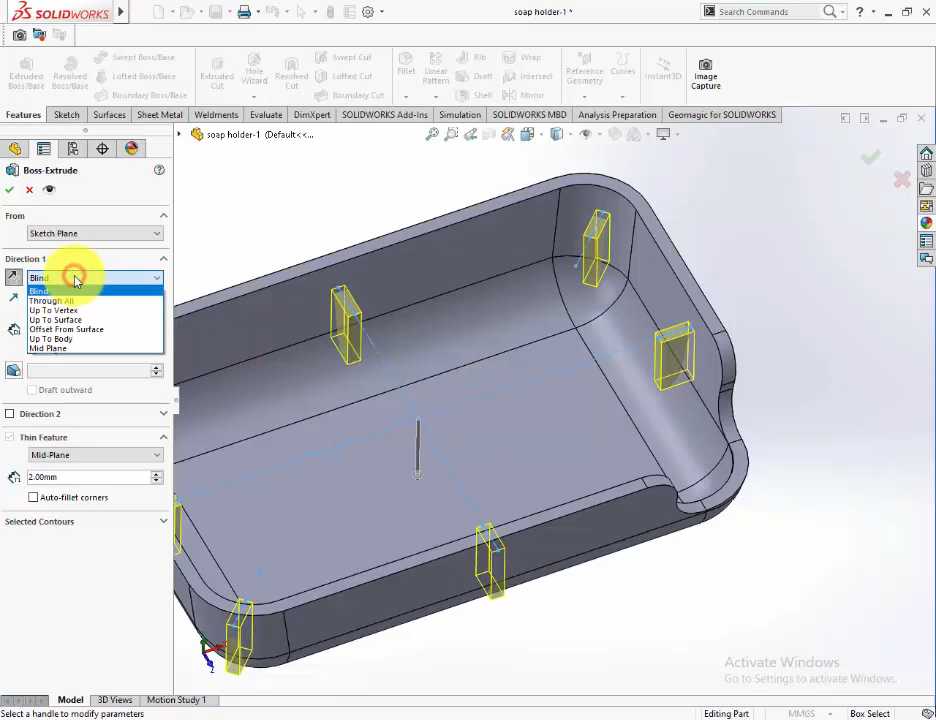 SOLIDWORKS
soap holder-1 *
Search Commands
Extruded Boss/Base
Revolved Boss/Base
Swept Boss/Base
Lofted Boss/Base
Boundary Boss/Base
Extruded Cut
Hole Wizard
Revolved Cut
Swept Cut
Lofted Cut
Boundary Cut
Fillet
Linear Pattern
Rib
Draft
Shell
Wrap
Intersect
Mirror
Reference Geometry
Curves
Instant3D
Image Capture
Features
Sketch
Surfaces
Sheet Metal
Weldments
Evaluate
DimXpert
SOLIDWORKS Add-Ins
Simulation
SOLIDWORKS MBD
Analysis Preparation
Geomagic for SOLIDWORKS
soap holder-1 (Default<<...
Boss-Extrude
From
Sketch Plane
Direction 1
Blind
Blind
Through All
Up To Vertex
Up To Surface
Offset From Surface
Up To Body
Mid Plane
Draft outward
Direction 2
Thin Feature
Mid-Plane
2.00mm
Auto-fillet corners
Selected Contours
Z
Activate Windows
Go to Settings to activate Windows.
Model
3D Views
Motion Study 1
Select a handle to modify parameters
Editing Part
MMGS
Box Select